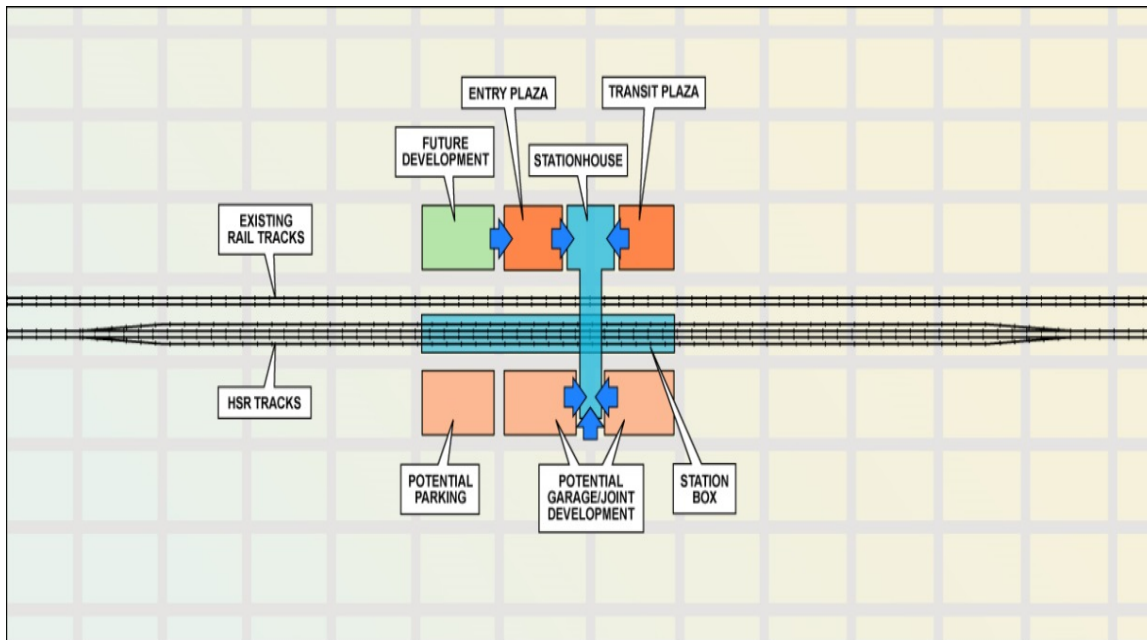 ENTRY PLAZA
TRANSIT PLAZA
FUTURE
DEVELOPMENT
STATIONHOUSE
EXISTING
RAIL TRACKS
HSR TRACKS
POTENTIAL
PARKING
POTENTIAL
GARAGE/JOINT
DEVELOPMENT
STATION
BOX